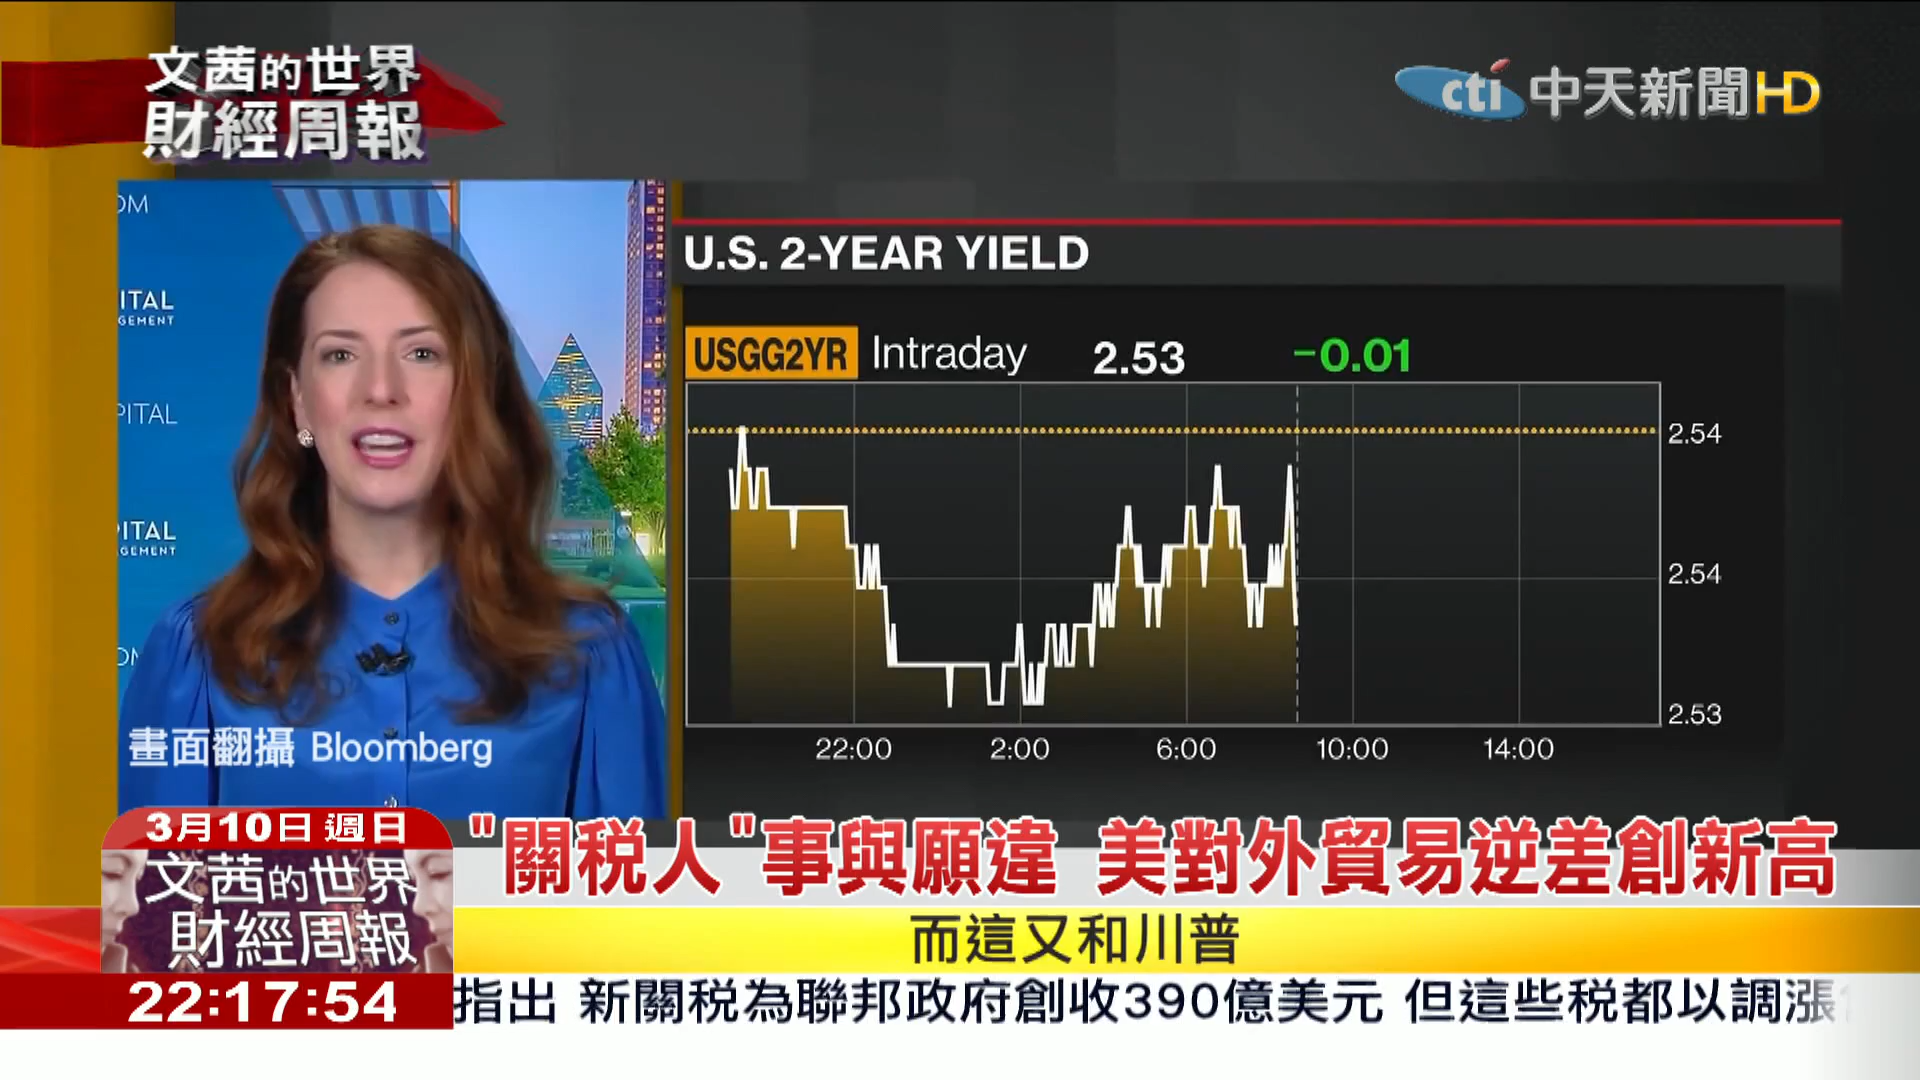 文茜的世界
財經周報
cti 中天新聞HD
OM
ITAL
GEMENT
PITAL
ITAL
AGEMENT
U.S. 2-YEAR YIELD
USGG2YR Intraday 2.53 -0.01
2.54
2.54
2.53
22:00 2:00 6:00 10:00 14:00
畫面翻攝 Bloomberg
3月10日 週日
文茜的世界
財經周報
22:17:54
"關稅人"事與願違 美對外貿易逆差創新高
而這又和川普
指出 新關稅為聯邦政府創收390億美元 但這些稅都以調漲